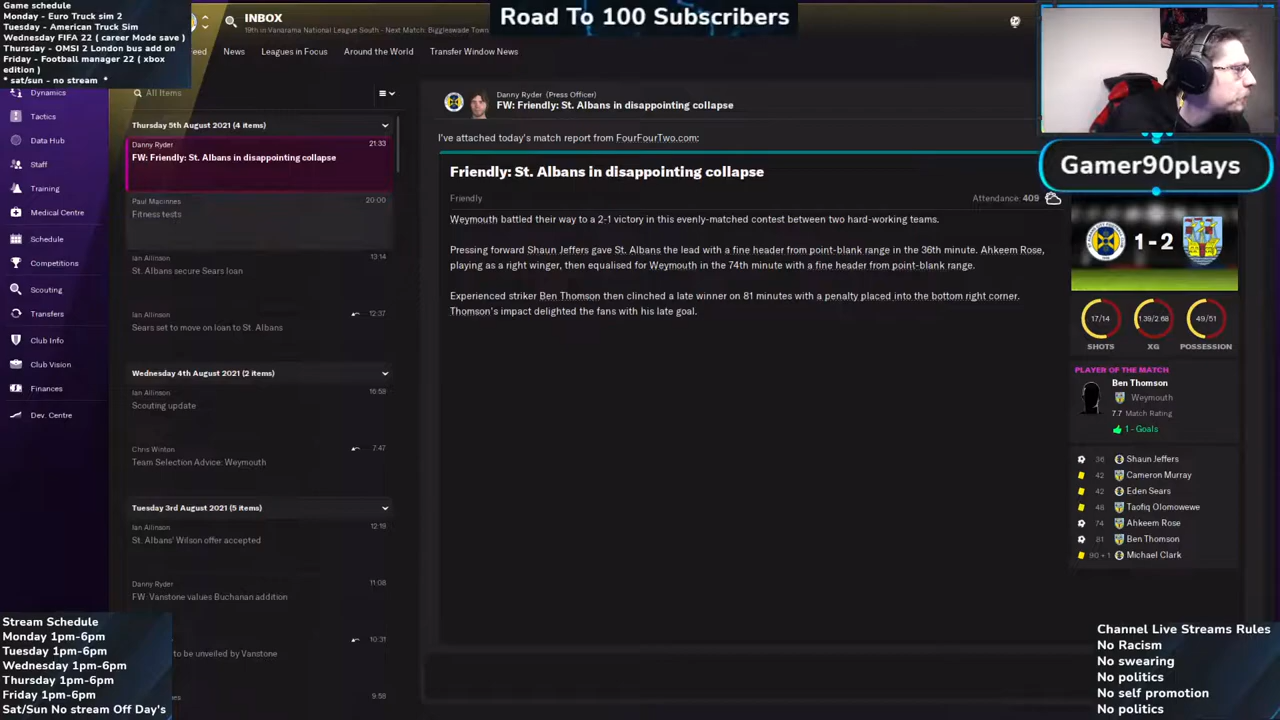 Game schedule
Monday - Euro Truck sim 2
Tuesday - American Truck Sim
Wednesday FIFA 22 ( career Mode save )
Thursday - OMSI 2 London bus add on
Friday - Football manager 22 ( xbox
edition )
* sat/sun - no stream *
Road To 100 Subscribers
INBOX
19th in Vanarama National League South - Next Match: Biggleswade Town
News
Leagues in Focus
Around the World
Transfer Window News
Gamer90plays
Dynamics
Tactics
Data Hub
Staff
Training
Medical Centre
Schedule
Competitions
Scouting
Transfers
Club Info
Club Vision
Finances
Dev. Centre
All Items
Thursday 5th August 2021 (4 items)
Danny Ryder 21:33
FW: Friendly: St. Albans in disappointing collapse
Paul Macinnes 20:00
Fitness tests
Ian Allinson 13:14
St. Albans secure Sears loan
Ian Allinson 12:37
Sears set to move on loan to St. Albans
Wednesday 4th August 2021 (2 items)
Ian Allinson 16:58
Scouting update
Chris Winton 7:47
Team Selection Advice: Weymouth
Tuesday 3rd August 2021 (5 items)
Ian Allinson 12:18
St. Albans' Wilson offer accepted
Danny Ryder 11:08
FW: Vanstone values Buchanan addition
10:31
to be unveiled by Vanstone
9:58
Danny Ryder (Press Officer)
FW: Friendly: St. Albans in disappointing collapse
I've attached today's match report from FourFourTwo.com:
Friendly: St. Albans in disappointing collapse
Friendly
Attendance: 409
Weymouth battled their way to a 2-1 victory in this evenly-matched contest between two hard-working teams.
Pressing forward Shaun Jeffers gave St. Albans the lead with a fine header from point-blank range in the 36th minute. Ahkeem Rose,
playing as a right winger, then equalised for Weymouth in the 74th minute with a fine header from point-blank range.
Experienced striker Ben Thomson then clinched a late winner on 81 minutes with a penalty placed into the bottom right corner.
Thomson's impact delighted the fans with his late goal.
1 - 2
17/14
1.39/2.68
49/51
SHOTS
XG
POSSESSION
PLAYER OF THE MATCH
Ben Thomson
Weymouth
7.7 Match Rating
1 - Goals
36 Shaun Jeffers
42 Cameron Murray
42 Eden Sears
48 Taofiq Olomowewe
74 Ahkeem Rose
81 Ben Thomson
90 + 1 Michael Clark
Stream Schedule
Monday 1pm-6pm
Tuesday 1pm-6pm
Wednesday 1pm-6pm
Thursday 1pm-6pm
Friday 1pm-6pm
Sat/Sun No stream Off Day's
Channel Live Streams Rules
No Racism
No swearing
No politics
No self promotion
No politics